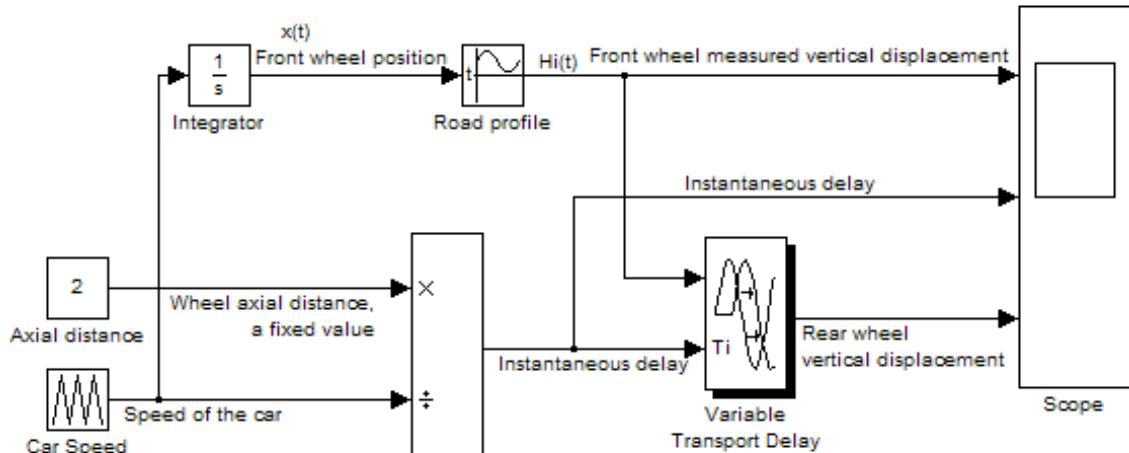 x(t)
1
s
Front wheel position
t
Hi(t)
Front wheel measured vertical displacement
Integrator
Road profile
Instantaneous delay
2
×
Wheel axial distance,
a fixed value
Axial distance
Ti
Rear wheel
vertical displacement
Instantaneous delay
÷
Speed of the car
Car Speed
Variable
Transport Delay
Scope